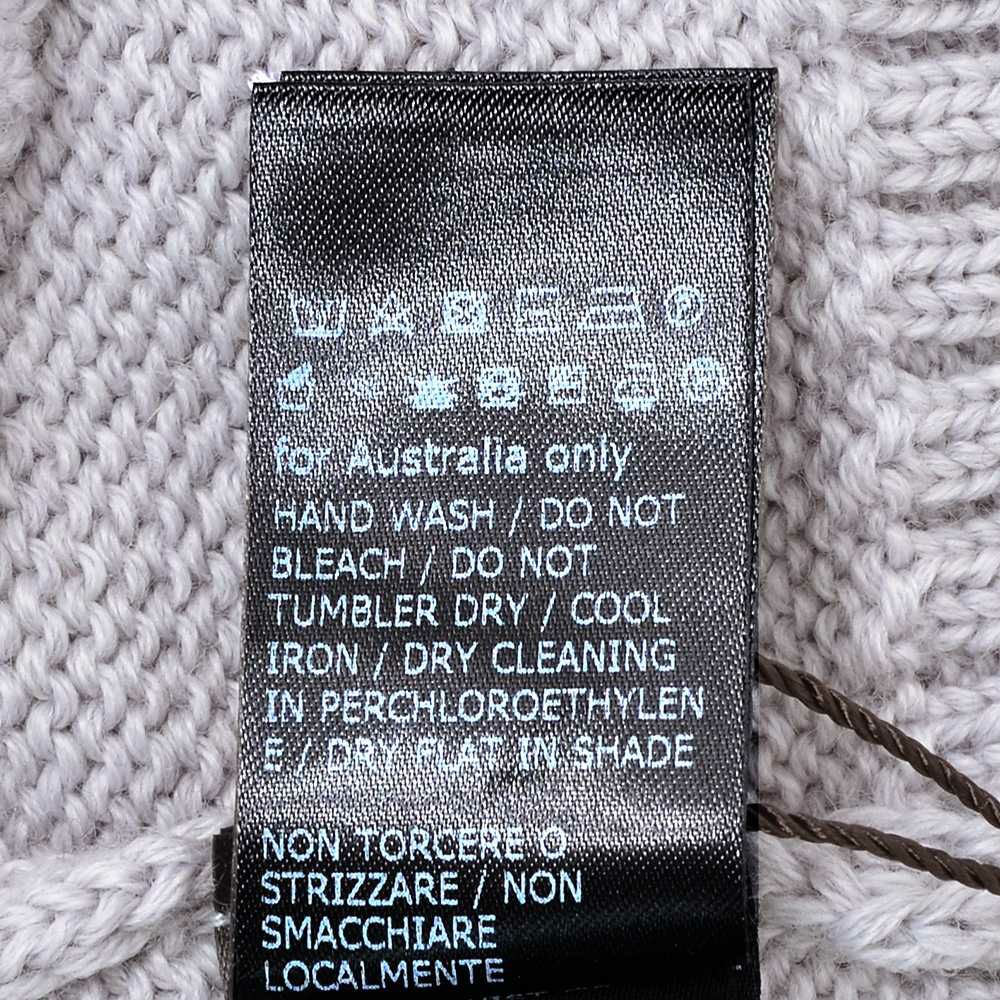 for Australia only
HAND WASH / DO NOT
BLEACH / DO NOT
TUMBLER DRY / COOL
IRON / DRY CLEANING
IN PERCHLOROETHYLEN
E / DRY FLAT IN SHADE
NON TORCERE O
STRIZZARE / NON
SMACCHIARE
LOCALMENTE